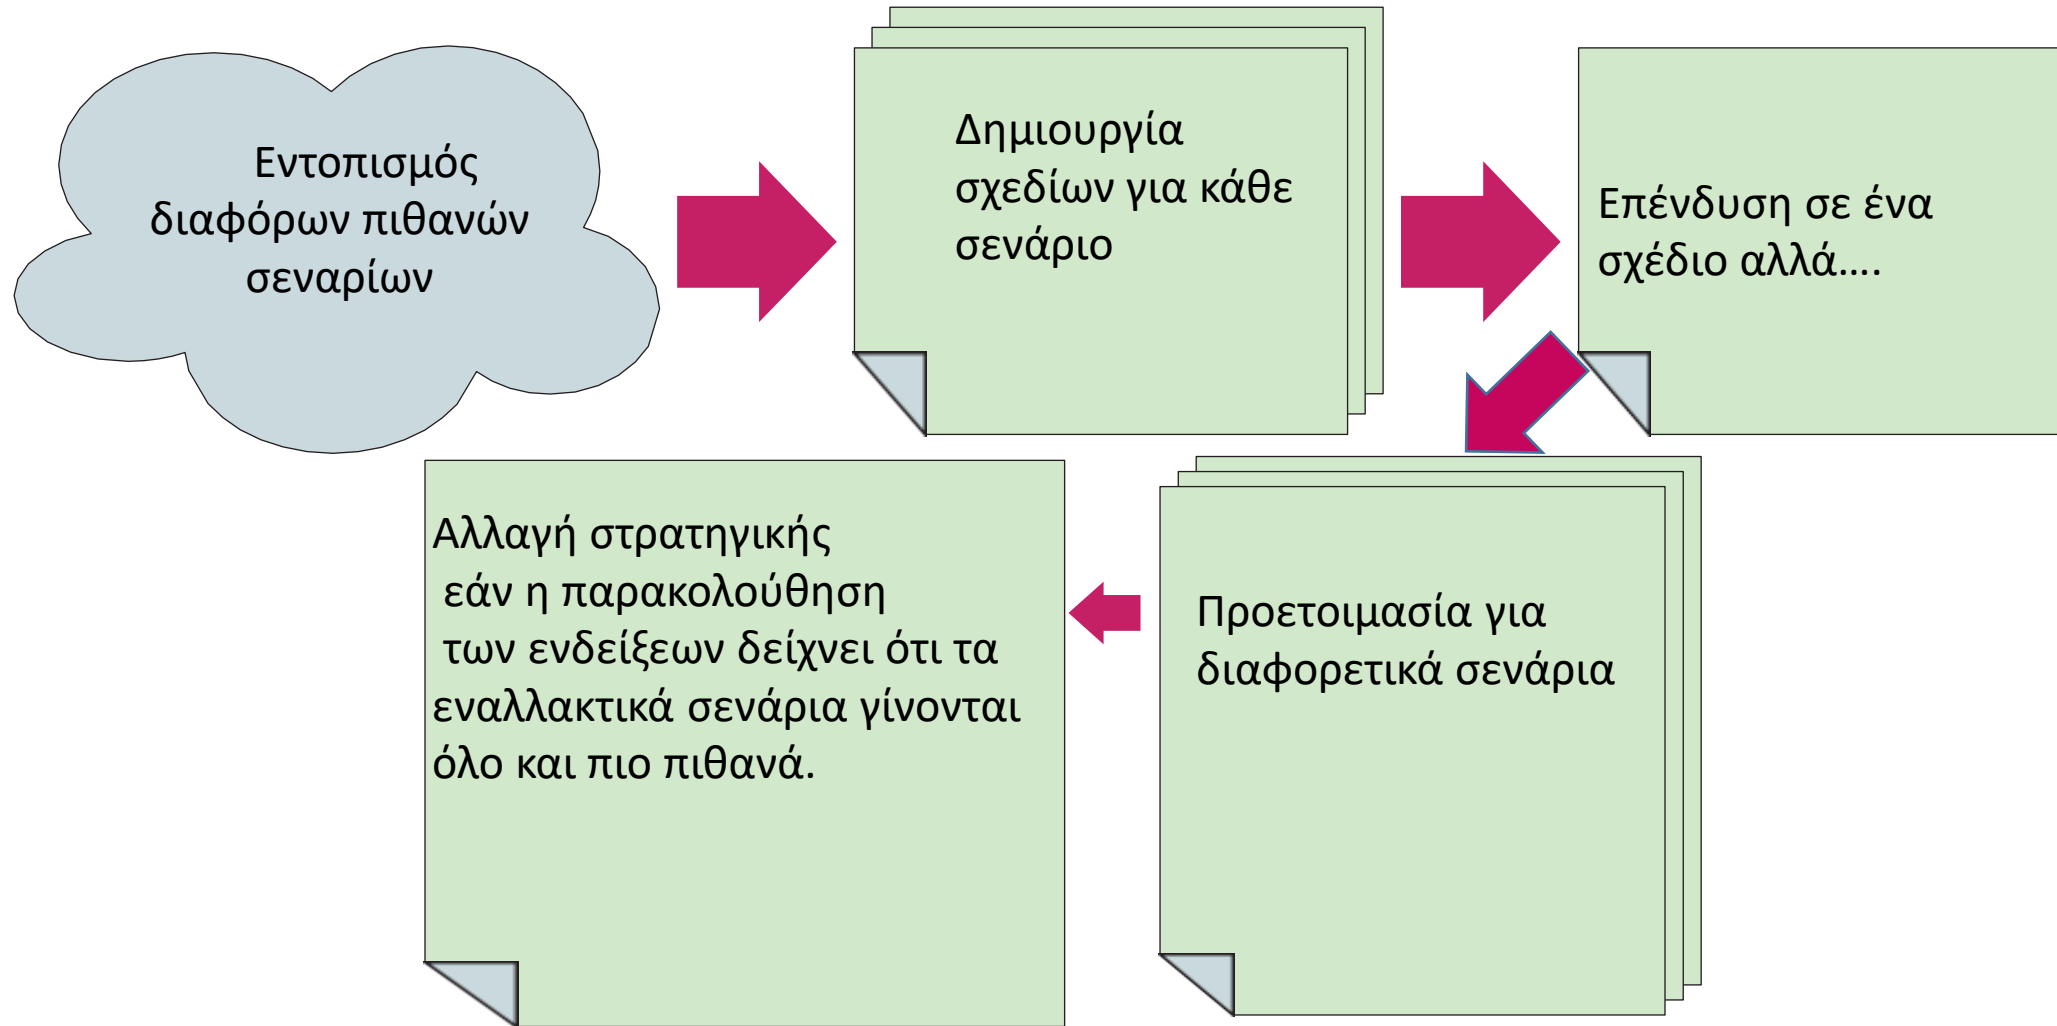 Εντοπισμός
διαφόρων πιθανών
σεναρίων
Δημιουργία
σχεδίων για κάθε
σενάριο
Επένδυση σε ένα
σχέδιο αλλά....
Προετοιμασία για
διαφορετικά σενάρια
Αλλαγή στρατηγικής
εάν η παρακολούθηση
των ενδείξεων δείχνει ότι τα
εναλλακτικά σενάρια γίνονται
όλο και πιο πιθανά.